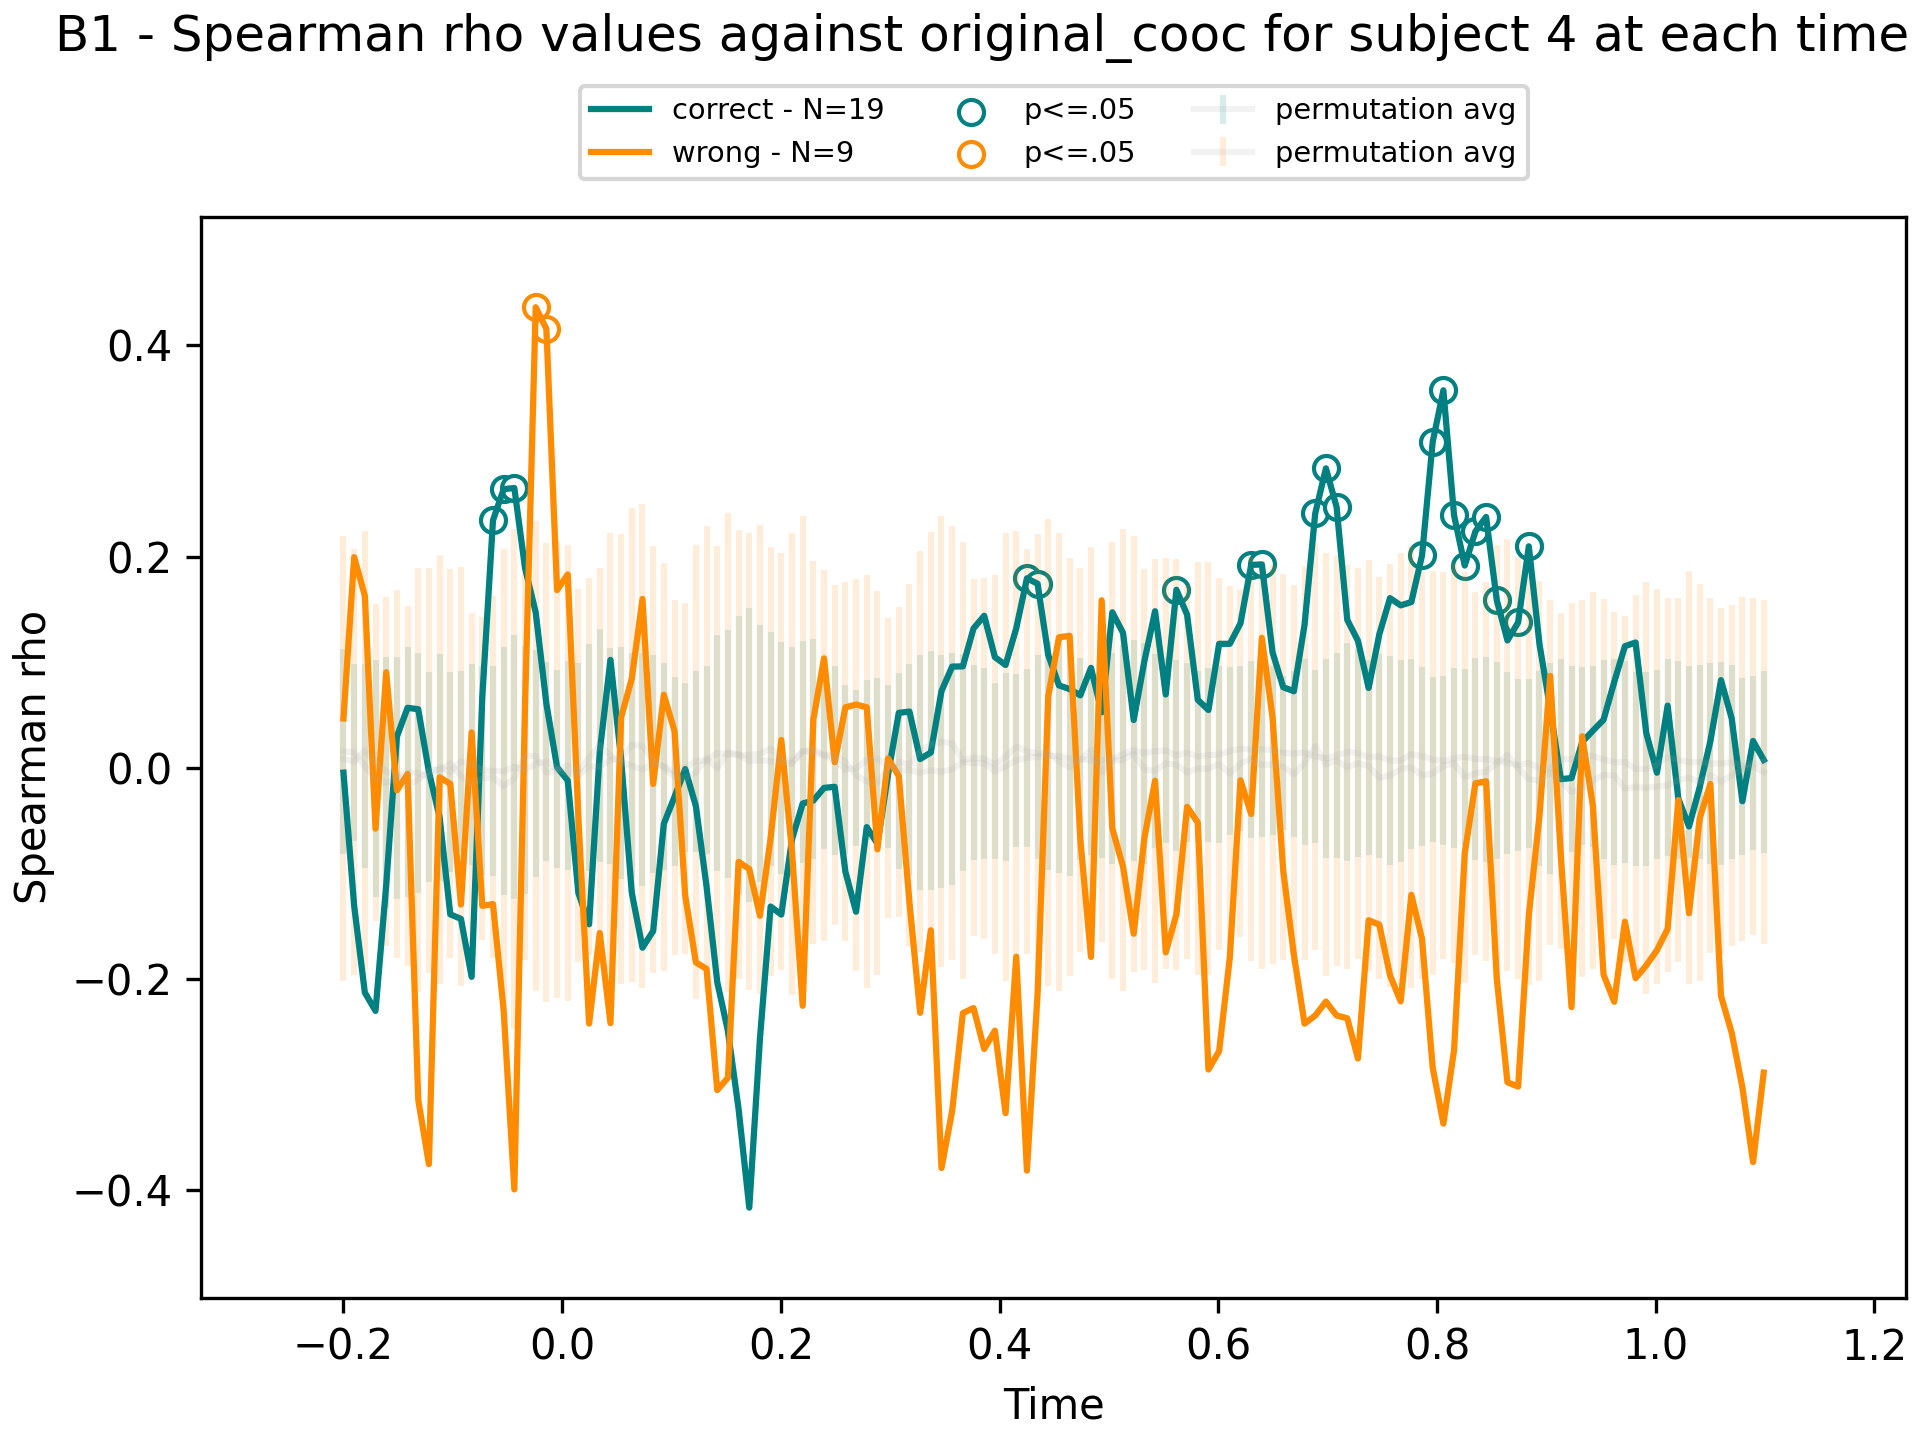 B1 - Spearman rho values against original_cooc for subject 4 at each time
correct - N=19
wrong - N=9
p<=.05
p<=.05
permutation avg
permutation avg
Spearman rho
0.4
0.2
0.0
−0.2
−0.4
−0.2
0.0
0.2
0.4
0.6
0.8
1.0
1.2
Time